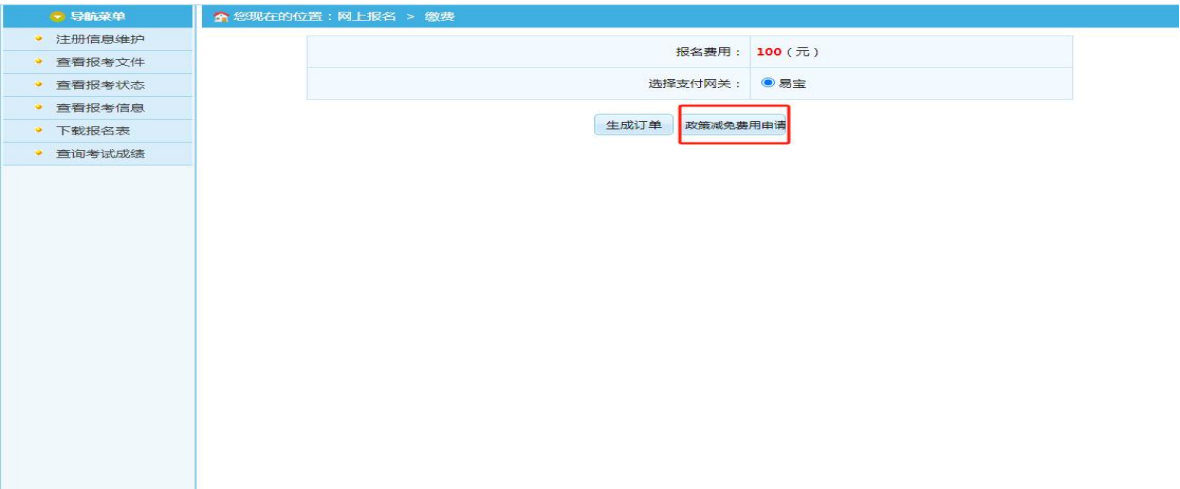 导航菜单
您现在的位置：网上报名 > 缴费
注册信息维护
查看报考文件
查看报考状态
查看报考信息
下载报名表
查询考试成绩
报名费用： 100（元）
选择支付网关： 易宝
生成订单 政策减免费用申请